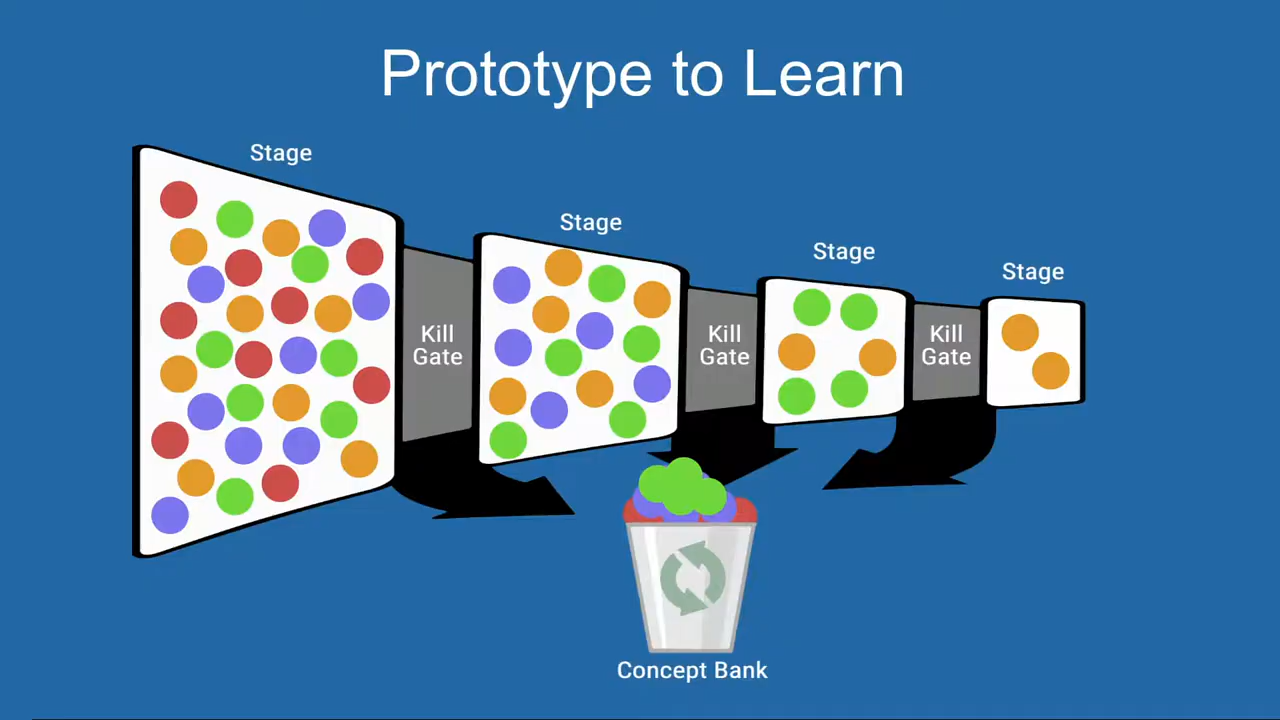 Prototype to Learn
Stage
Stage
Stage
Stage
Kill
Gate
Kill
Gate
Kill
Gate
Concept Bank